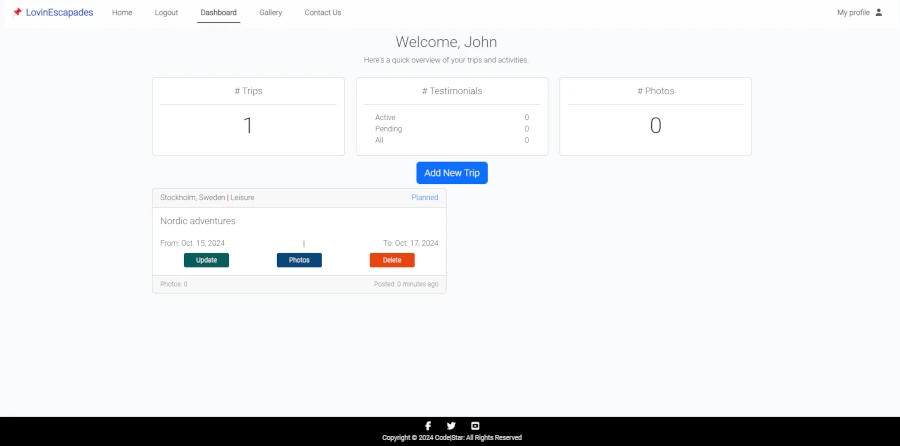 LovinEscapades Home Logout Dashboard Gallery Contact Us My profile
Welcome, John
Here's a quick overview of your trips and activities.
# Trips
1
# Testimonials
Active 0
Pending 0
All 0
# Photos
0
Add New Trip
Stockholm, Sweden | Leisure Planned
Nordic adventures
From: Oct. 15, 2024 | To: Oct. 17, 2024
Update Photos Delete
Photos: 0 Posted: 0 minutes ago
Copyright © 2024 Code|Star: All Rights Reserved